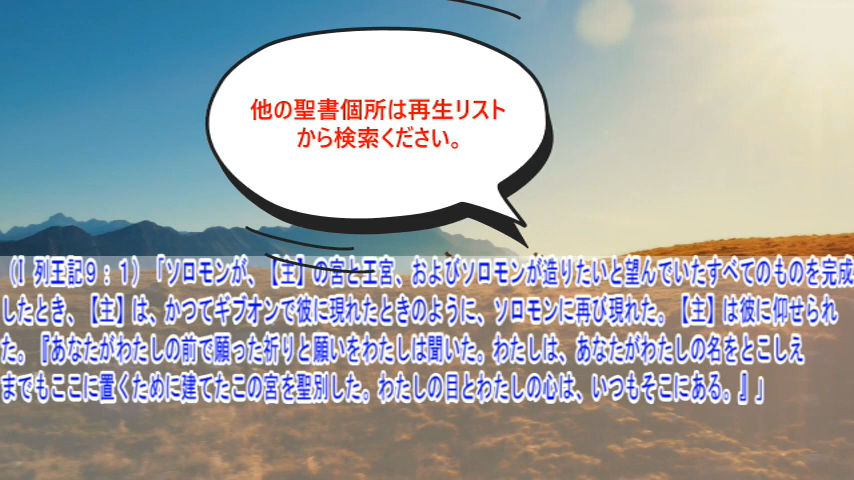 他の聖書個所は再生リスト
から検索ください。
（Ⅰ 列王記９：１）「ソロモンが、【主】の宮と王宮、およびソロモンが造りたいと望んでいたすべてのものを完成
したとき、【主】は、かつてギブオンで彼に現れたときのように、ソロモンに再び現れた。【主】は彼に仰せられ
た。『あなたがわたしの前で願った祈りと願いをわたしは聞いた。わたしは、あなたがわたしの名をとこしえ
までもここに置くために建てたこの宮を聖別した。わたしの目とわたしの心は、いつもそこにある。』」